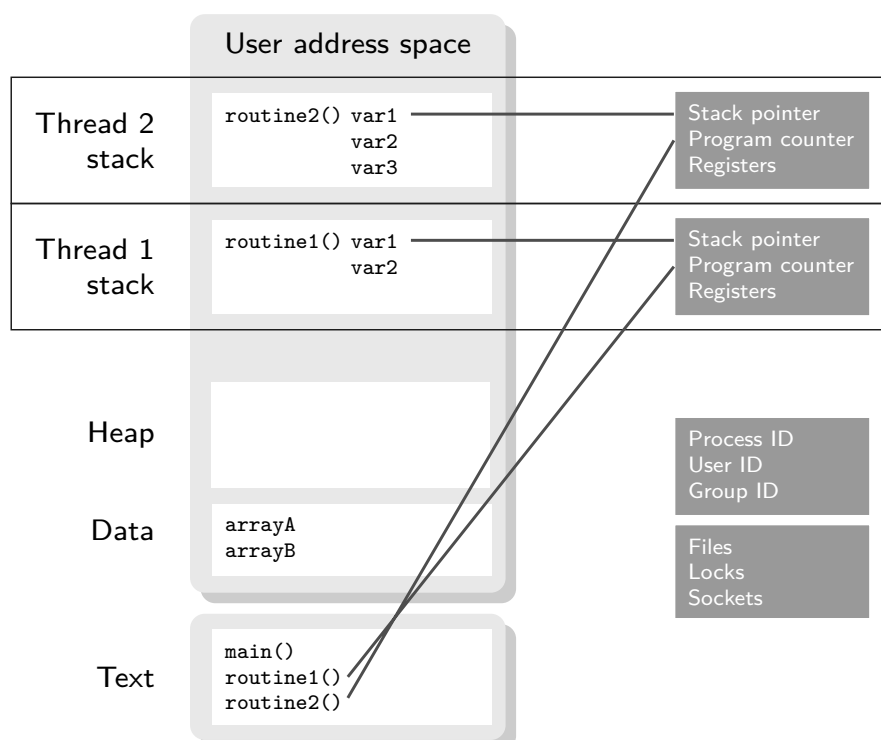 User address space
Thread 2
stack
routine2() var1
var2
var3
Stack pointer
Program counter
Registers
Thread 1
stack
routine1() var1
var2
Stack pointer
Program counter
Registers
Heap
Process ID
User ID
Group ID
Data
arrayA
arrayB
Files
Locks
Sockets
Text
main()
routine1()
routine2()